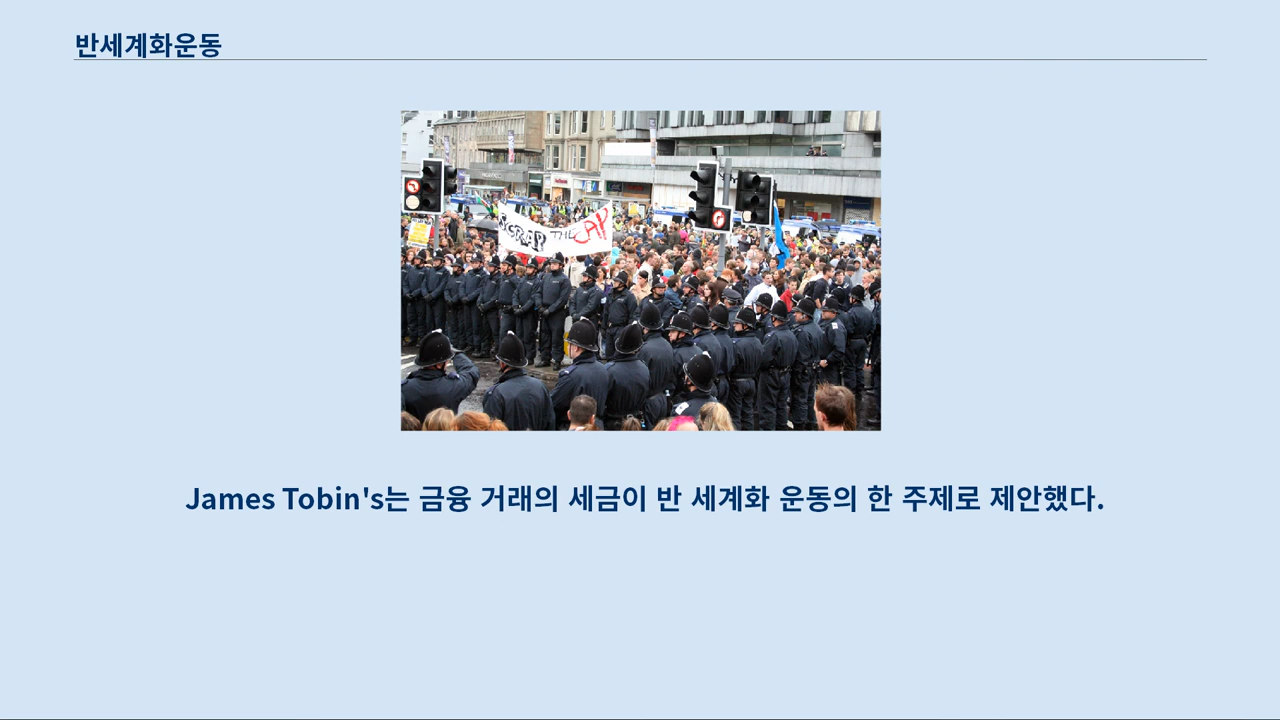 반세계화운동
SCRAP THE CAP
James Tobin's는 금융 거래의 세금이 반 세계화 운동의 한 주제로 제안했다.